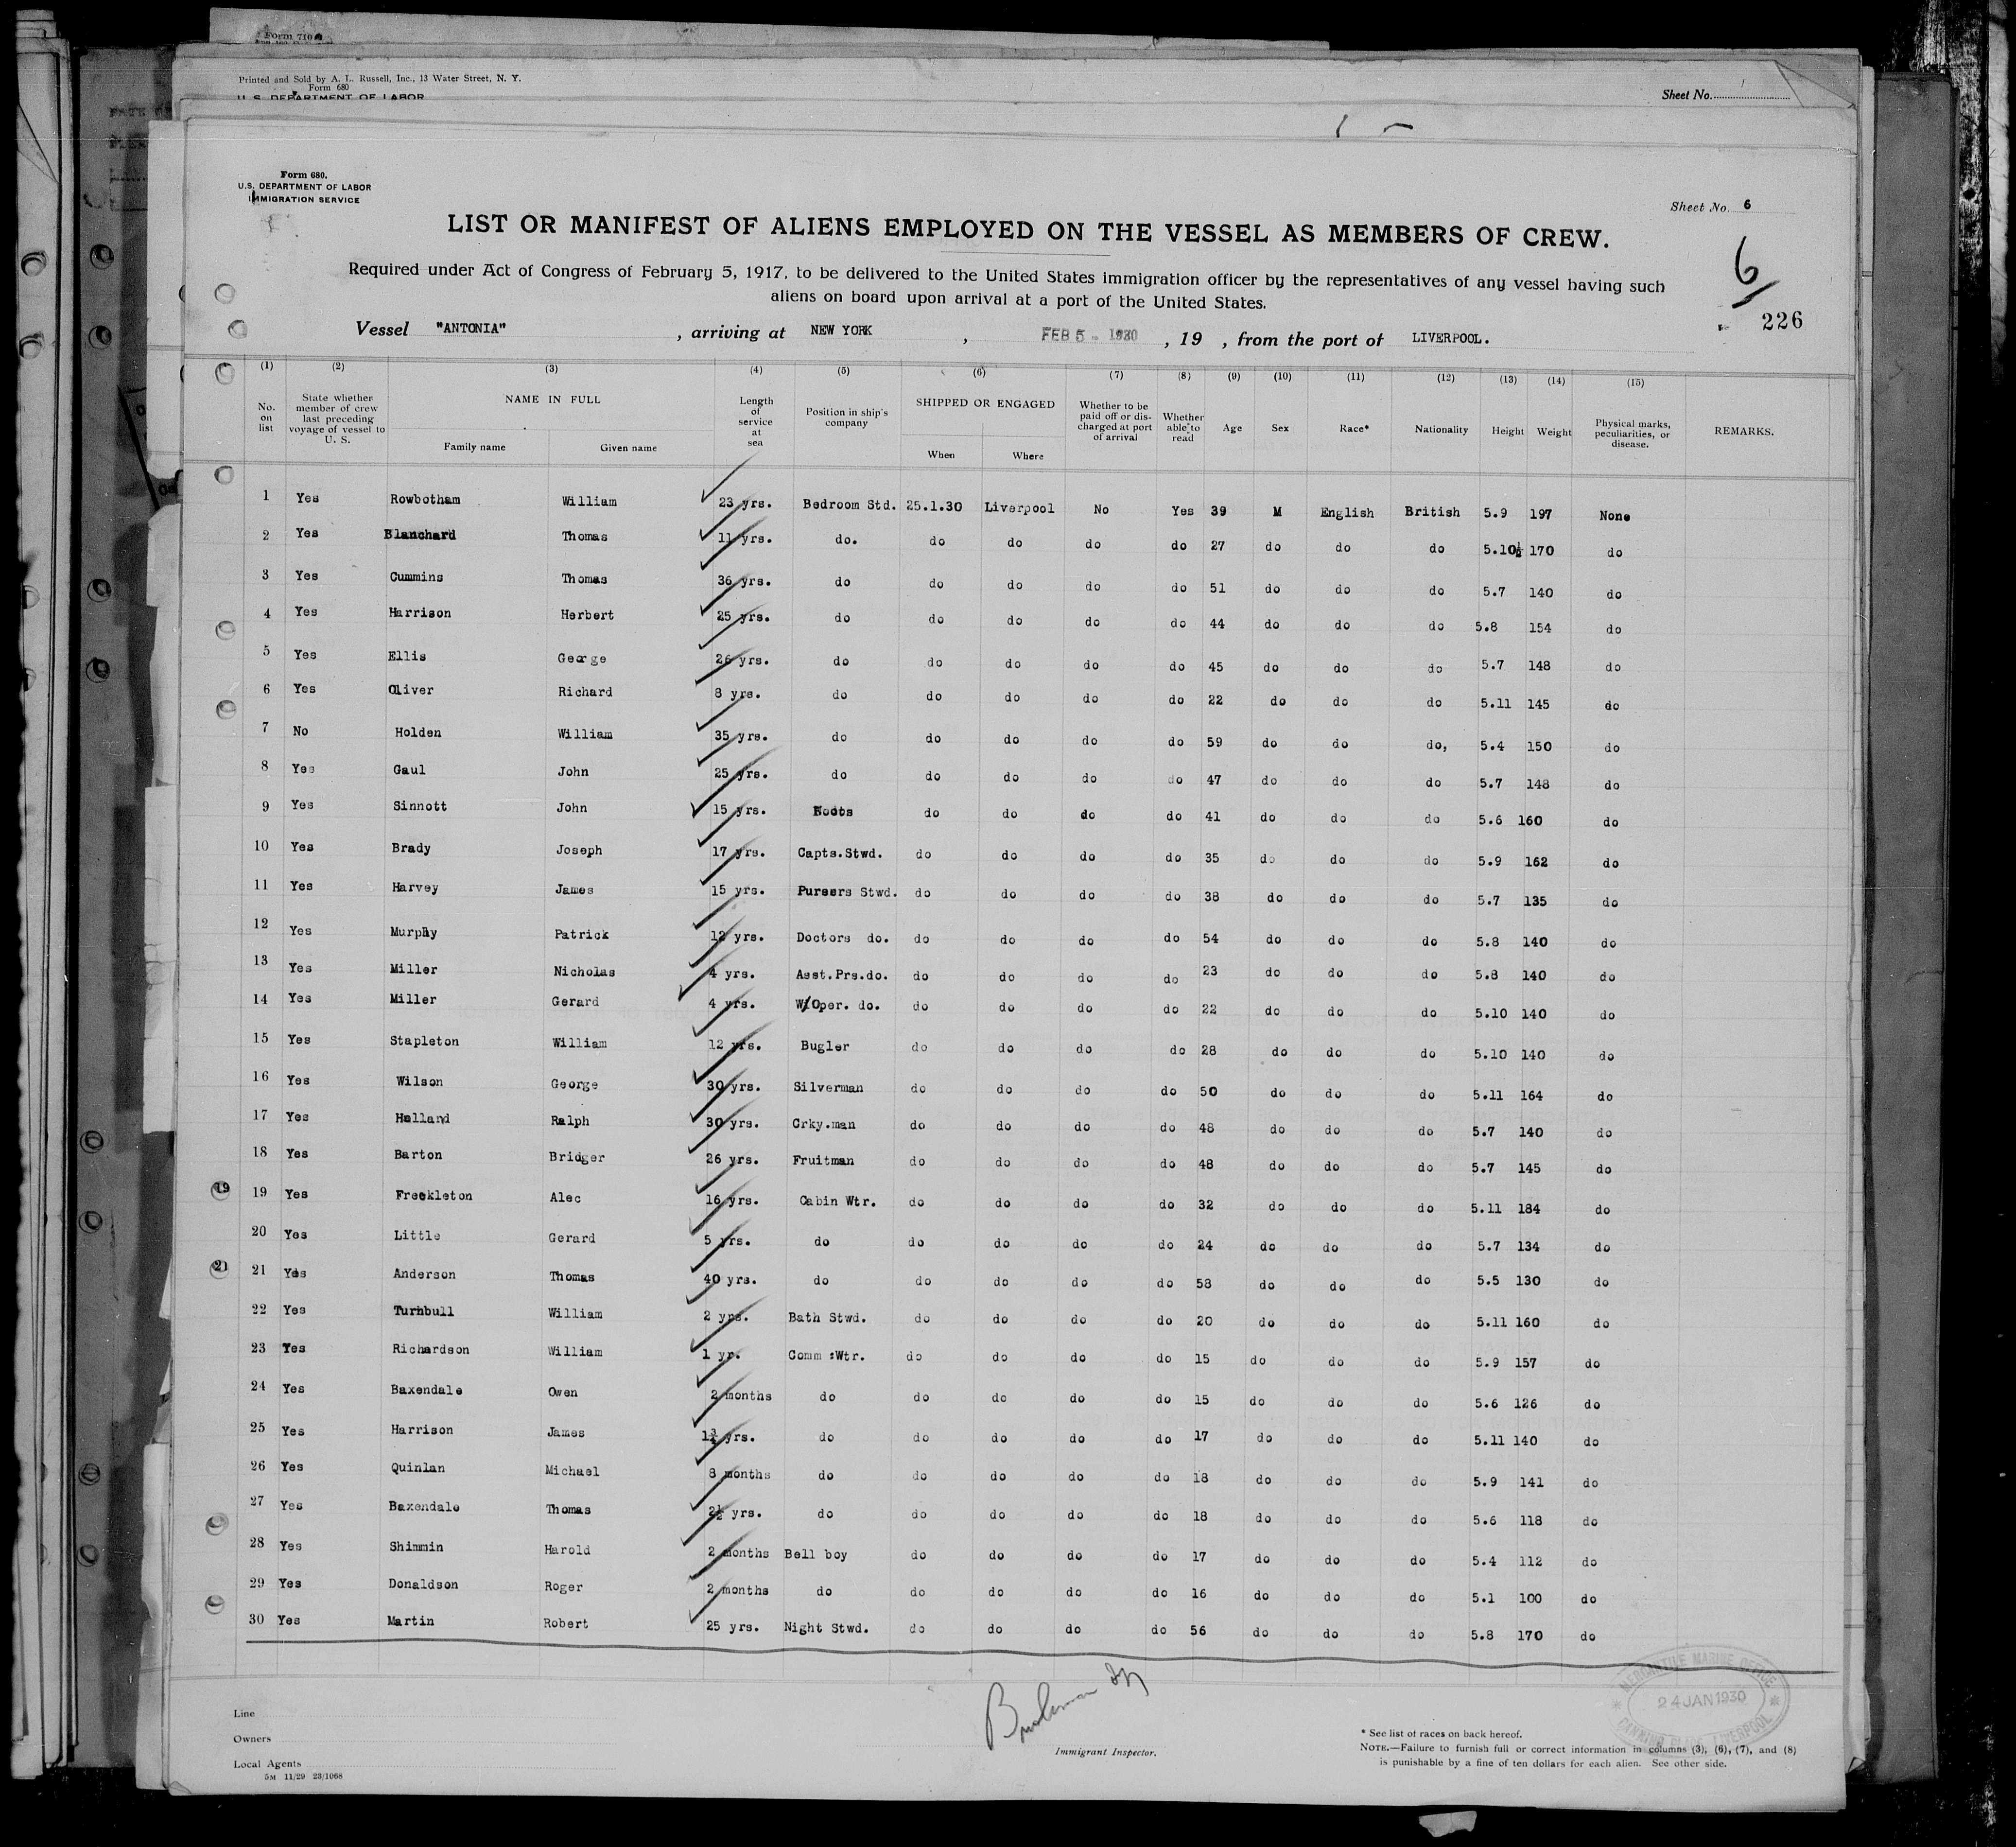 Form 710
Printed and Sold by A. L. Russell, Inc., 13 Water Street, N. Y.
Form 680
U. S. DEPARTMENT OF LABOR
Sheet No.
Form 680.
U.S. DEPARTMENT OF LABOR
IMMIGRATION SERVICE
Sheet No. 6
LIST OR MANIFEST OF ALIENS EMPLOYED ON THE VESSEL AS MEMBERS OF CREW.
6
Required under Act of Congress of February 5, 1917, to be delivered to the United States immigration officer by the representatives of any vessel having such
aliens on board upon arrival at a port of the United States.
226
Vessel "ANTONIA" , arriving at NEW YORK , FEB 5 - 1930 , 19 , from the port of LIVERPOOL.
(1) (2) (3) (4) (5) (6) (7) (8) (9) (10) (11) (12) (13) (14) (15)
No. on list State whether member of crew last preceding voyage of vessel to U. S. NAME IN FULL Family name Given name Length of service at sea Position in ship's company SHIPPED OR ENGAGED When Where Whether to be paid off or discharged at port of arrival Whether able to read Age Sex Race* Nationality Height Weight Physical marks, peculiarities, or disease. REMARKS.
1 Yes Rowbotham William 23 yrs. Bedroom Std. 25.1.30 Liverpool No Yes 39 M English British 5.9 197 None
2 Yes Blanchard Thomas 11 yrs. do. do do do do 27 do do do 5.10½ 170 do
3 Yes Cummins Thomas 36 yrs. do do do do do 51 do do do 5.7 140 do
4 Yes Harrison Herbert 25 yrs. do do do do do 44 do do do 5.8 154 do
5 Yes Ellis George 26 yrs. do do do do do 45 do do do 5.7 148 do
6 Yes Oliver Richard 8 yrs. do do do do do 22 do do do 5.11 145 do
7 No Holden William 35 yrs. do do do do do 59 do do do, 5.4 150 do
8 Yes Gaul John 25 yrs. do do do do do 47 do do do 5.7 148 do
9 Yes Sinnott John 15 yrs. Boots do do do do 41 do do do 5.6 160 do
10 Yes Brady Joseph 17 yrs. Capts.Stwd. do do do do 35 do do do 5.9 162 do
11 Yes Harvey James 15 yrs. Pursers Stwd. do do do do 38 do do do 5.7 135 do
12 Yes Murphy Patrick 12 yrs. Doctors do. do do do do 54 do do do 5.8 140 do
13 Yes Miller Nicholas 4 yrs. Asst.Prs.do. do do do do 23 do do do 5.8 140 do
14 Yes Miller Gerard 4 yrs. W/Oper. do. do do do do 22 do do do 5.10 140 do
15 Yes Stapleton William 12 yrs. Bugler do do do do 28 do do do 5.10 140 do
16 Yes Wilson George 30 yrs. Silverman do do do do 50 do do do 5.11 164 do
17 Yes Holland Ralph 30 yrs. Crky.man do do do do 48 do do do 5.7 140 do
18 Yes Barton Bridger 26 yrs. Fruitman do do do do 48 do do do 5.7 145 do
19 19 Yes Freckleton Alec 16 yrs. Cabin Wtr. do do do do 32 do do do 5.11 184 do
20 Yes Little Gerard 5 yrs. do do do do do 24 do do do 5.7 134 do
21 21 Yes Anderson Thomas 40 yrs. do do do do do 58 do do do 5.5 130 do
22 Yes Turnbull William 2 yrs. Bath Stwd. do do do do 20 do do do 5.11 160 do
23 Yes Richardson William 1 yr. Comm:Wtr. do do do do 15 do do do 5.9 157 do
24 Yes Baxendale Owen 2 months do do do do do 15 do do do 5.6 126 do
25 Yes Harrison James 1¾ yrs. do do do do do 17 do do do 5.11 140 do
26 Yes Quinlan Michael 8 months do do do do do 18 do do do 5.9 141 do
27 Yes Baxendale Thomas 2½ yrs. do do do do do 18 do do do 5.6 118 do
28 Yes Shimmin Harold 2 months Bell boy do do do do 17 do do do 5.4 112 do
29 Yes Donaldson Roger 2 months do do do do do 16 do do do 5.1 100 do
30 Yes Martin Robert 25 yrs. Night Stwd. do do do do 56 do do do 5.8 170 do
MERCANTILE MARINE OFFICE
24 JAN 1930
CANNING PLACE LIVERPOOL
Line
Owners
Local Agents
5M 11/29 23/1068
Immigrant Inspector.
* See list of races on back hereof.
NOTE.—Failure to furnish full or correct information in columns (3), (6), (7), and (8)
is punishable by a fine of ten dollars for each alien. See other side.